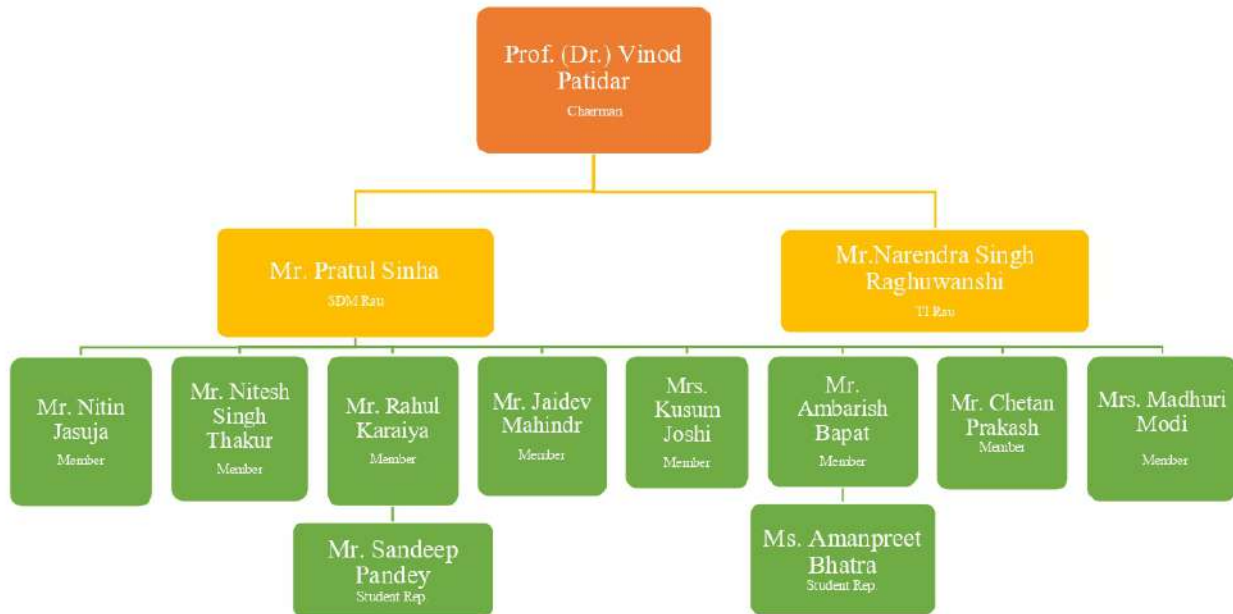 Prof. (Dr.) Vinod
Patidar
Chairman
Mr. Pratul Sinha
SDM Rau
Mr.Narendra Singh
Raghuwanshi
TI Rau
Mr. Nitin
Jasuja
Member
Mr. Nitesh
Singh
Thakur
Member
Mr. Rahul
Karaiya
Member
Mr. Jaidev
Mahindr
Member
Mrs.
Kusum
Joshi
Member
Mr.
Ambarish
Bapat
Member
Mr. Chetan
Prakash
Member
Mrs. Madhuri
Modi
Member
Mr. Sandeep
Pandey
Student Rep.
Ms. Amanpreet
Bhatra
Student Rep.